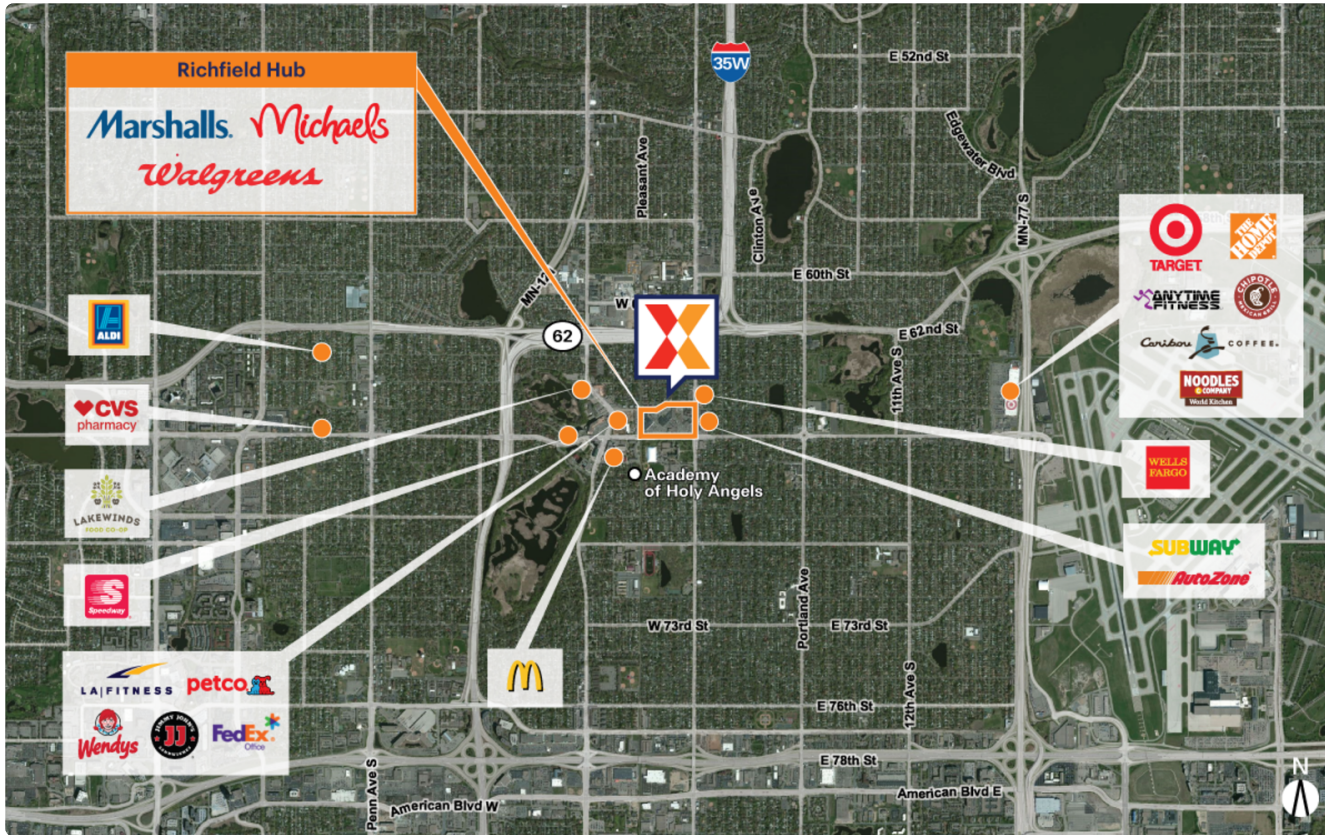 Richfield Hub
Marshalls.
Michaels
Walgreens
35W
E 52nd St
Edgewater Blvd
Pleasant Ave
Clinton Ave
MN-77 S
E 60th St
W
62
E 62nd St
11th Ave S
ALDI
CVS
pharmacy
LAKEWINDS
FOOD CO-OP
Speedway
LA|FITNESS
petco
Wendys
JIMMY JOHN'S
JJ
FedEx
Office
M
Academy
of Holy Angels
TARGET
THE
HOME
DEPOT
ANYTIME
FITNESS
CHIPOTLE
MEXICAN GRILL
Caribou
COFFEE
NOODLES
& COMPANY
World Kitchen
WELLS
FARGO
SUBWAY
AutoZone
W 73rd St
Portland Ave
E 73rd St
12th Ave S
E 76th St
E 78th St
Penn Ave S
American Blvd W
American Blvd E
N